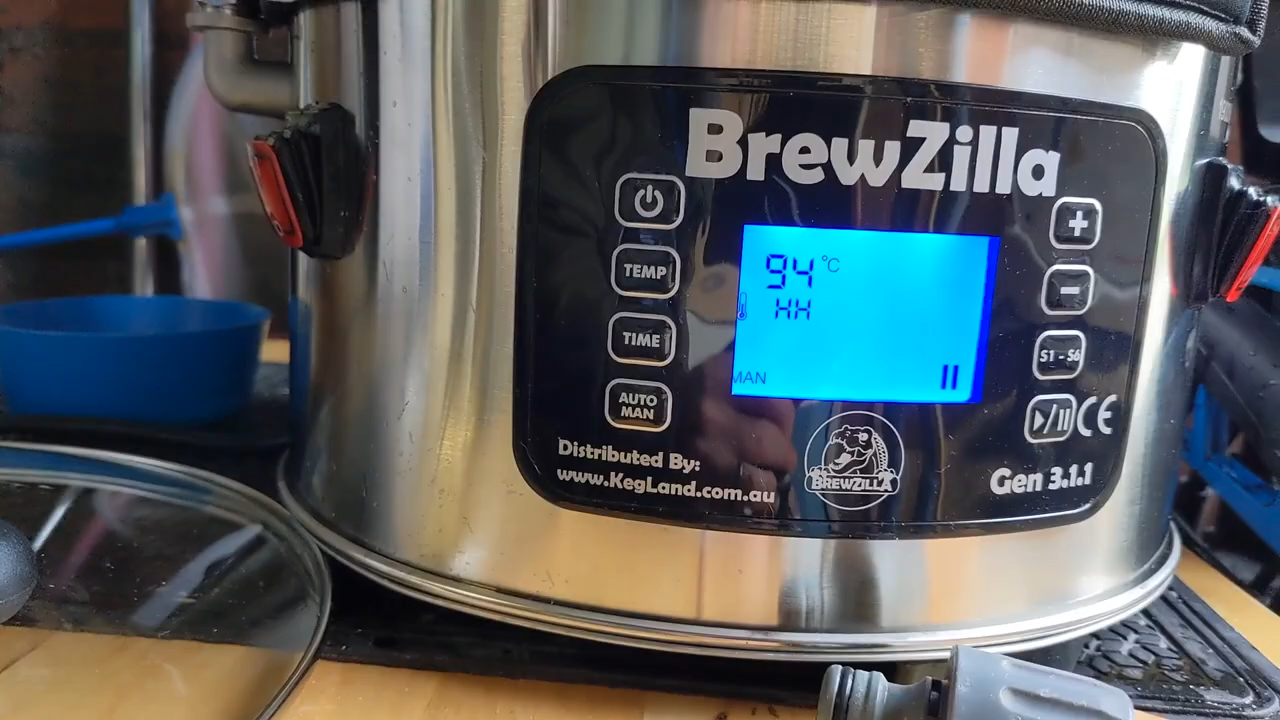 BrewZilla
TEMP
TIME
AUTO
MAN
94°C
HH
MAN
+
-
S1 - S6
CE
Distributed By:
www.KegLand.com.au
BREWZILLA
Gen 3.1.1